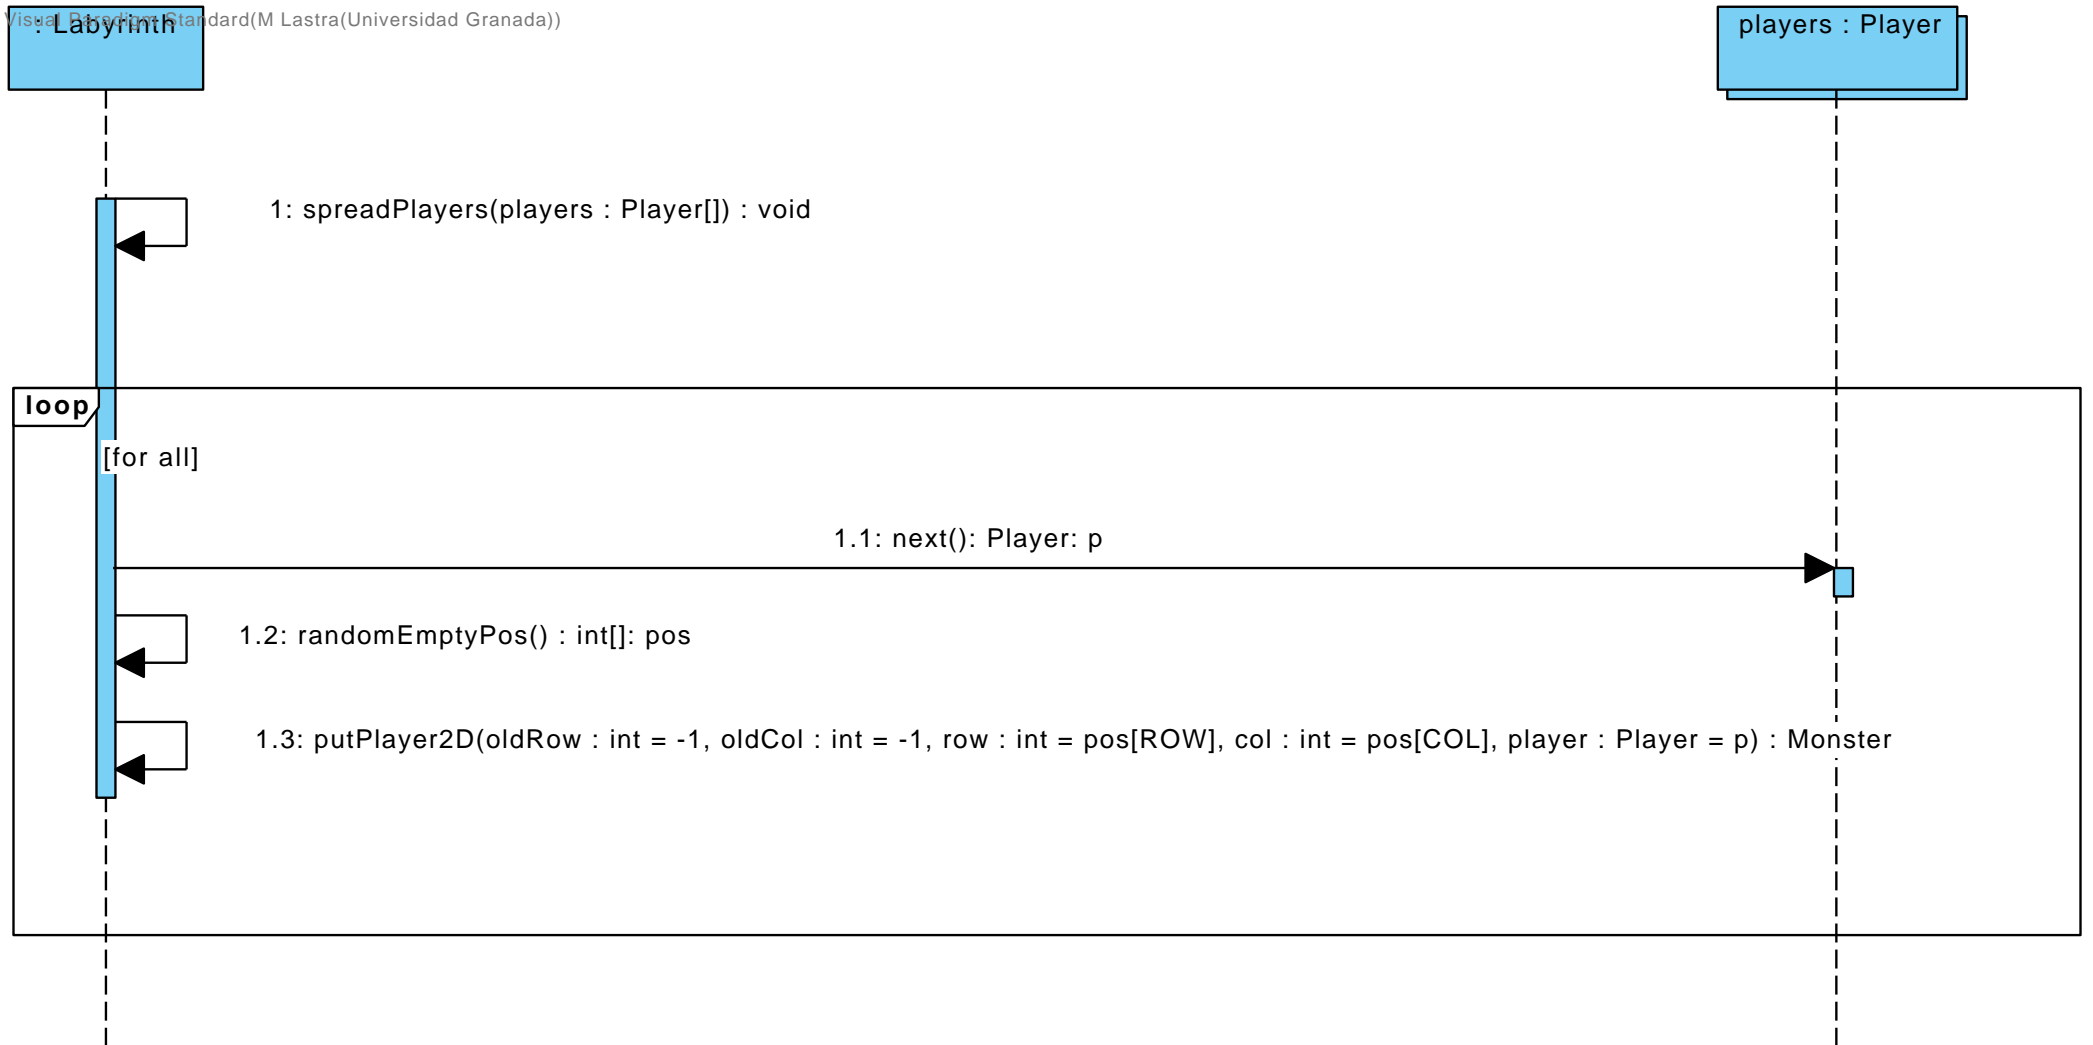 Visual Paradigm Standard(M Lastra(Universidad Granada))
: Labyrinth
players : Player
1: spreadPlayers(players : Player[]) : void
loop
[for all]
1.1: next(): Player: p
1.2: randomEmptyPos() : int[]: pos
1.3: putPlayer2D(oldRow : int = -1, oldCol : int = -1, row : int = pos[ROW], col : int = pos[COL], player : Player = p) : Monster